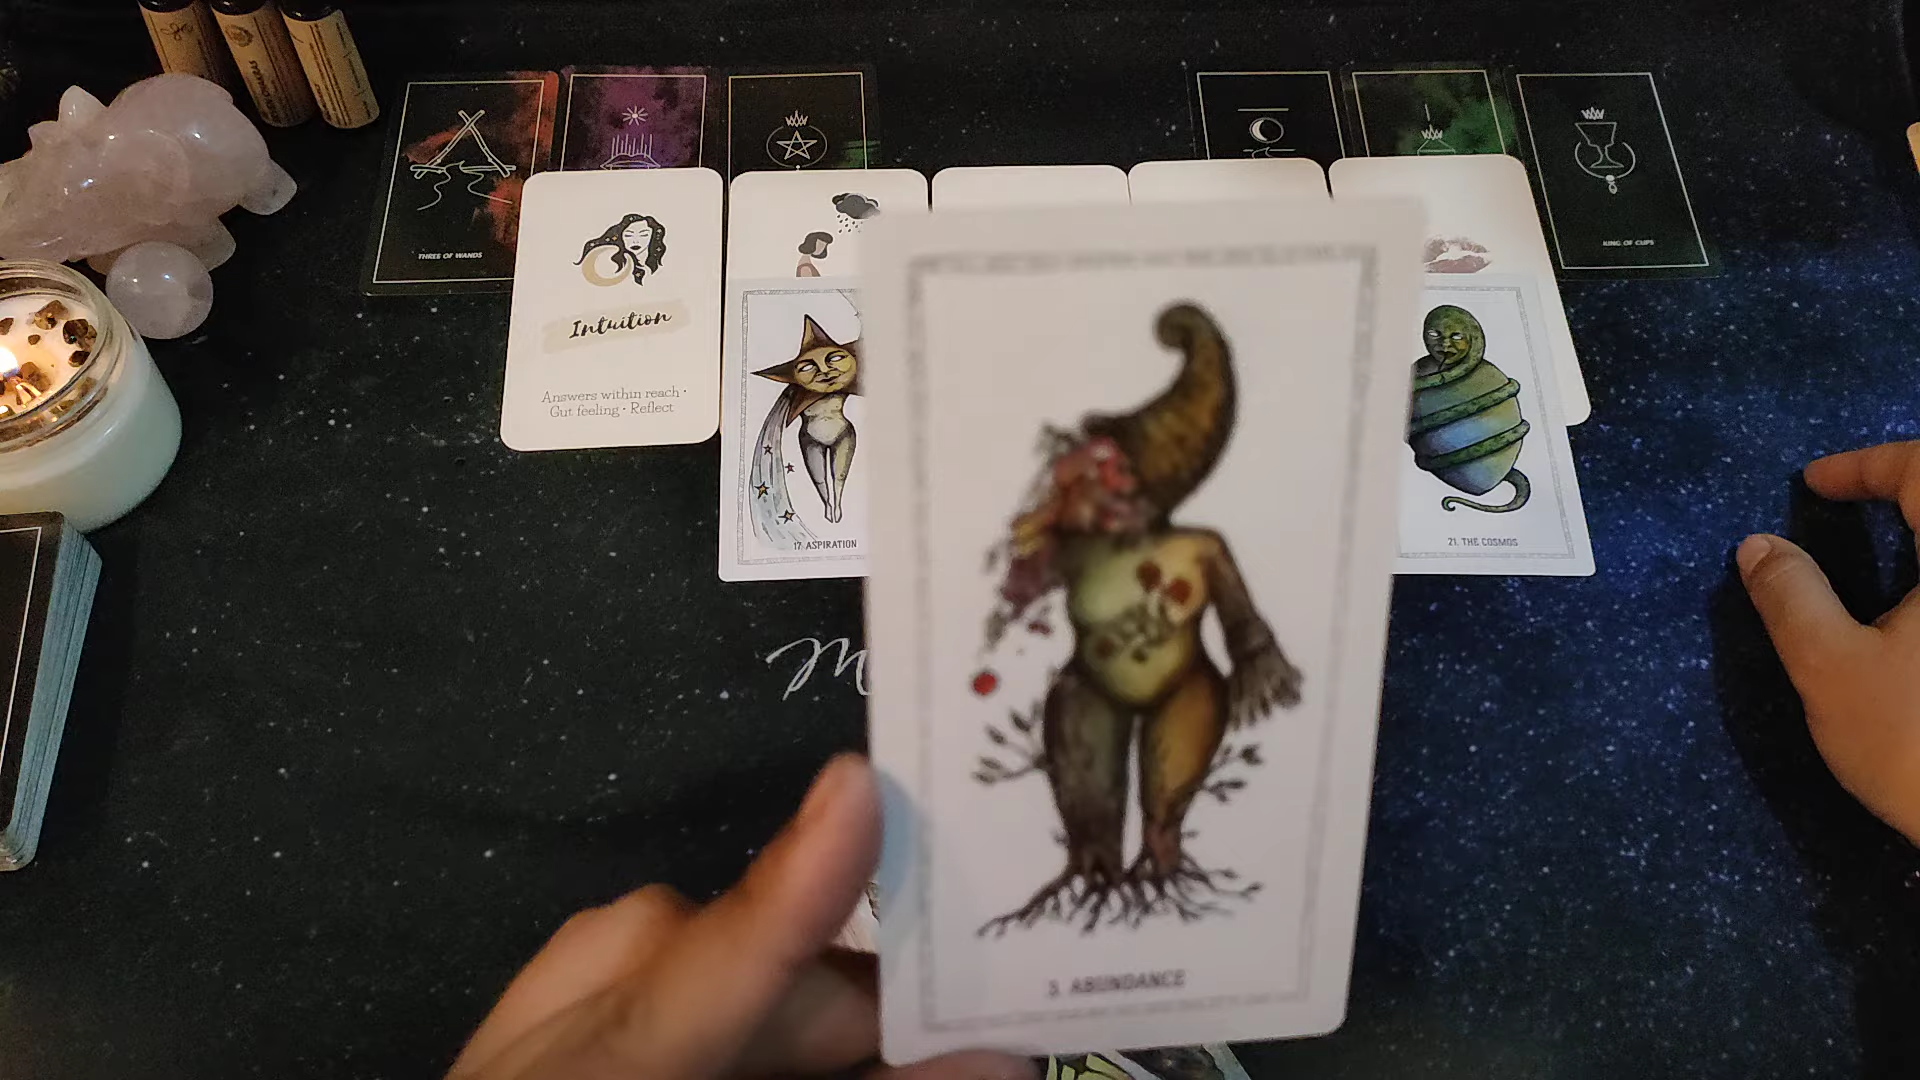 THREE OF WANDS
KING OF CUPS
Intuition
Answers within reach •
Gut feeling • Reflect
17. ASPIRATION
21. THE COSMOS
3. ABUNDANCE